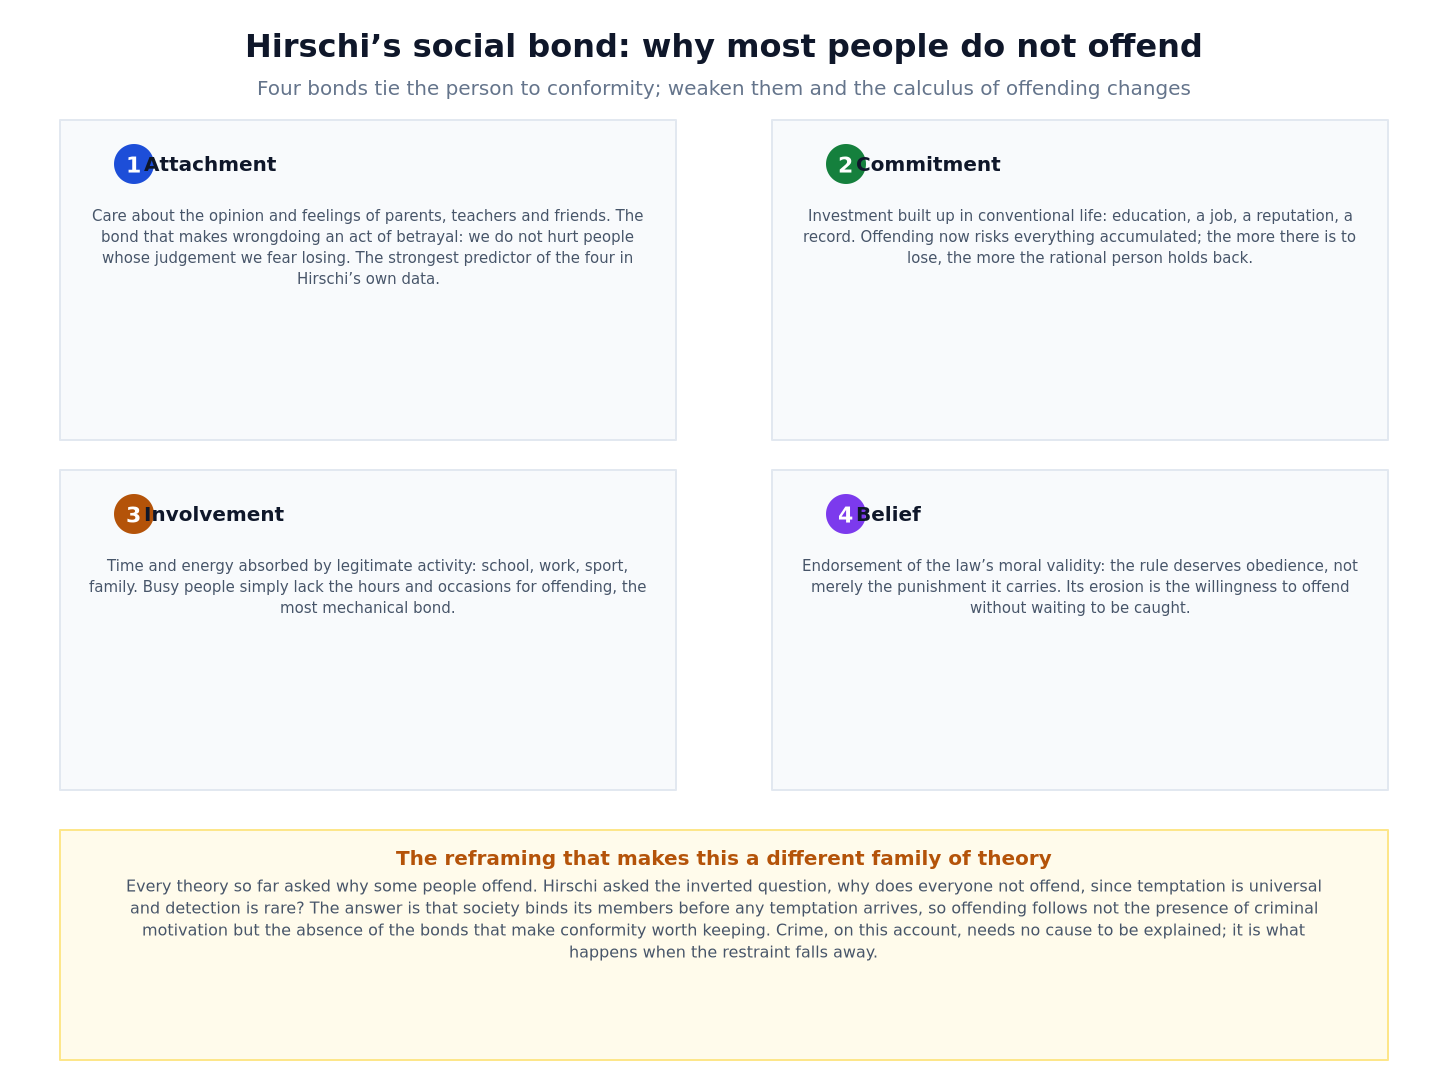 Hirschi’s social bond: why most people do not offend
Four bonds tie the person to conformity; weaken them and the calculus of offending changes
1 Attachment
Care about the opinion and feelings of parents, teachers and friends. The
bond that makes wrongdoing an act of betrayal: we do not hurt people
whose judgement we fear losing. The strongest predictor of the four in
Hirschi’s own data.
2 Commitment
Investment built up in conventional life: education, a job, a reputation, a
record. Offending now risks everything accumulated; the more there is to
lose, the more the rational person holds back.
3 Involvement
Time and energy absorbed by legitimate activity: school, work, sport,
family. Busy people simply lack the hours and occasions for offending, the
most mechanical bond.
4 Belief
Endorsement of the law’s moral validity: the rule deserves obedience, not
merely the punishment it carries. Its erosion is the willingness to offend
without waiting to be caught.
The reframing that makes this a different family of theory
Every theory so far asked why some people offend. Hirschi asked the inverted question, why does everyone not offend, since temptation is universal
and detection is rare? The answer is that society binds its members before any temptation arrives, so offending follows not the presence of criminal
motivation but the absence of the bonds that make conformity worth keeping. Crime, on this account, needs no cause to be explained; it is what
happens when the restraint falls away.